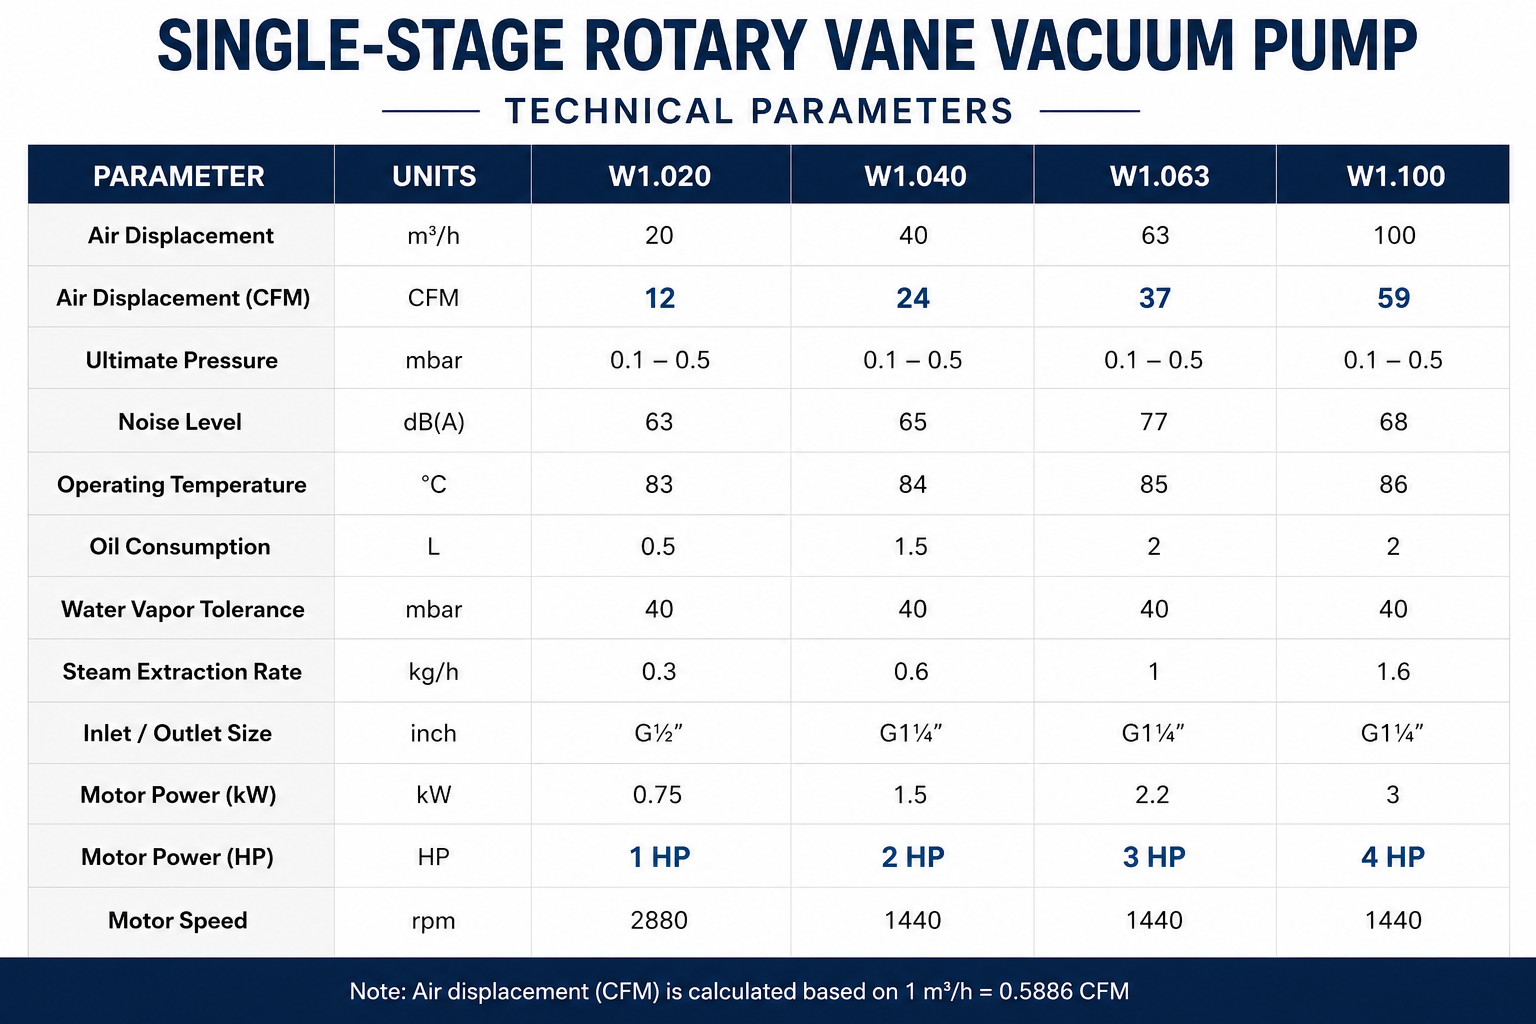 SINGLE-STAGE ROTARY VANE VACUUM PUMP
TECHNICAL PARAMETERS
PARAMETER UNITS W1.020 W1.040 W1.063 W1.100
Air Displacement m³/h 20 40 63 100
Air Displacement (CFM) CFM 12 24 37 59
Ultimate Pressure mbar 0.1 – 0.5 0.1 – 0.5 0.1 – 0.5 0.1 – 0.5
Noise Level dB(A) 63 65 77 68
Operating Temperature °C 83 84 85 86
Oil Consumption L 0.5 1.5 2 2
Water Vapor Tolerance mbar 40 40 40 40
Steam Extraction Rate kg/h 0.3 0.6 1 1.6
Inlet / Outlet Size inch G½” G1¼” G1¼” G1¼”
Motor Power (kW) kW 0.75 1.5 2.2 3
Motor Power (HP) HP 1 HP 2 HP 3 HP 4 HP
Motor Speed rpm 2880 1440 1440 1440
Note: Air displacement (CFM) is calculated based on 1 m³/h = 0.5886 CFM